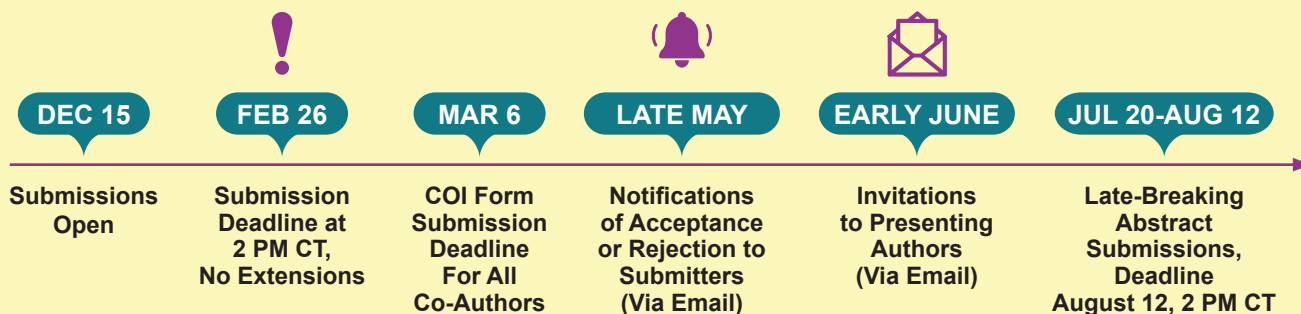 DEC 15
Submissions
Open
FEB 26
Submission
Deadline at
2 PM CT,
No Extensions
MAR 6
COI Form
Submission
Deadline
For All
Co-Authors
LATE MAY
Notifications
of Acceptance
or Rejection to
Submitters
(Via Email)
EARLY JUNE
Invitations
to Presenting
Authors
(Via Email)
JUL 20-AUG 12
Late-Breaking
Abstract
Submissions,
Deadline
August 12, 2 PM CT